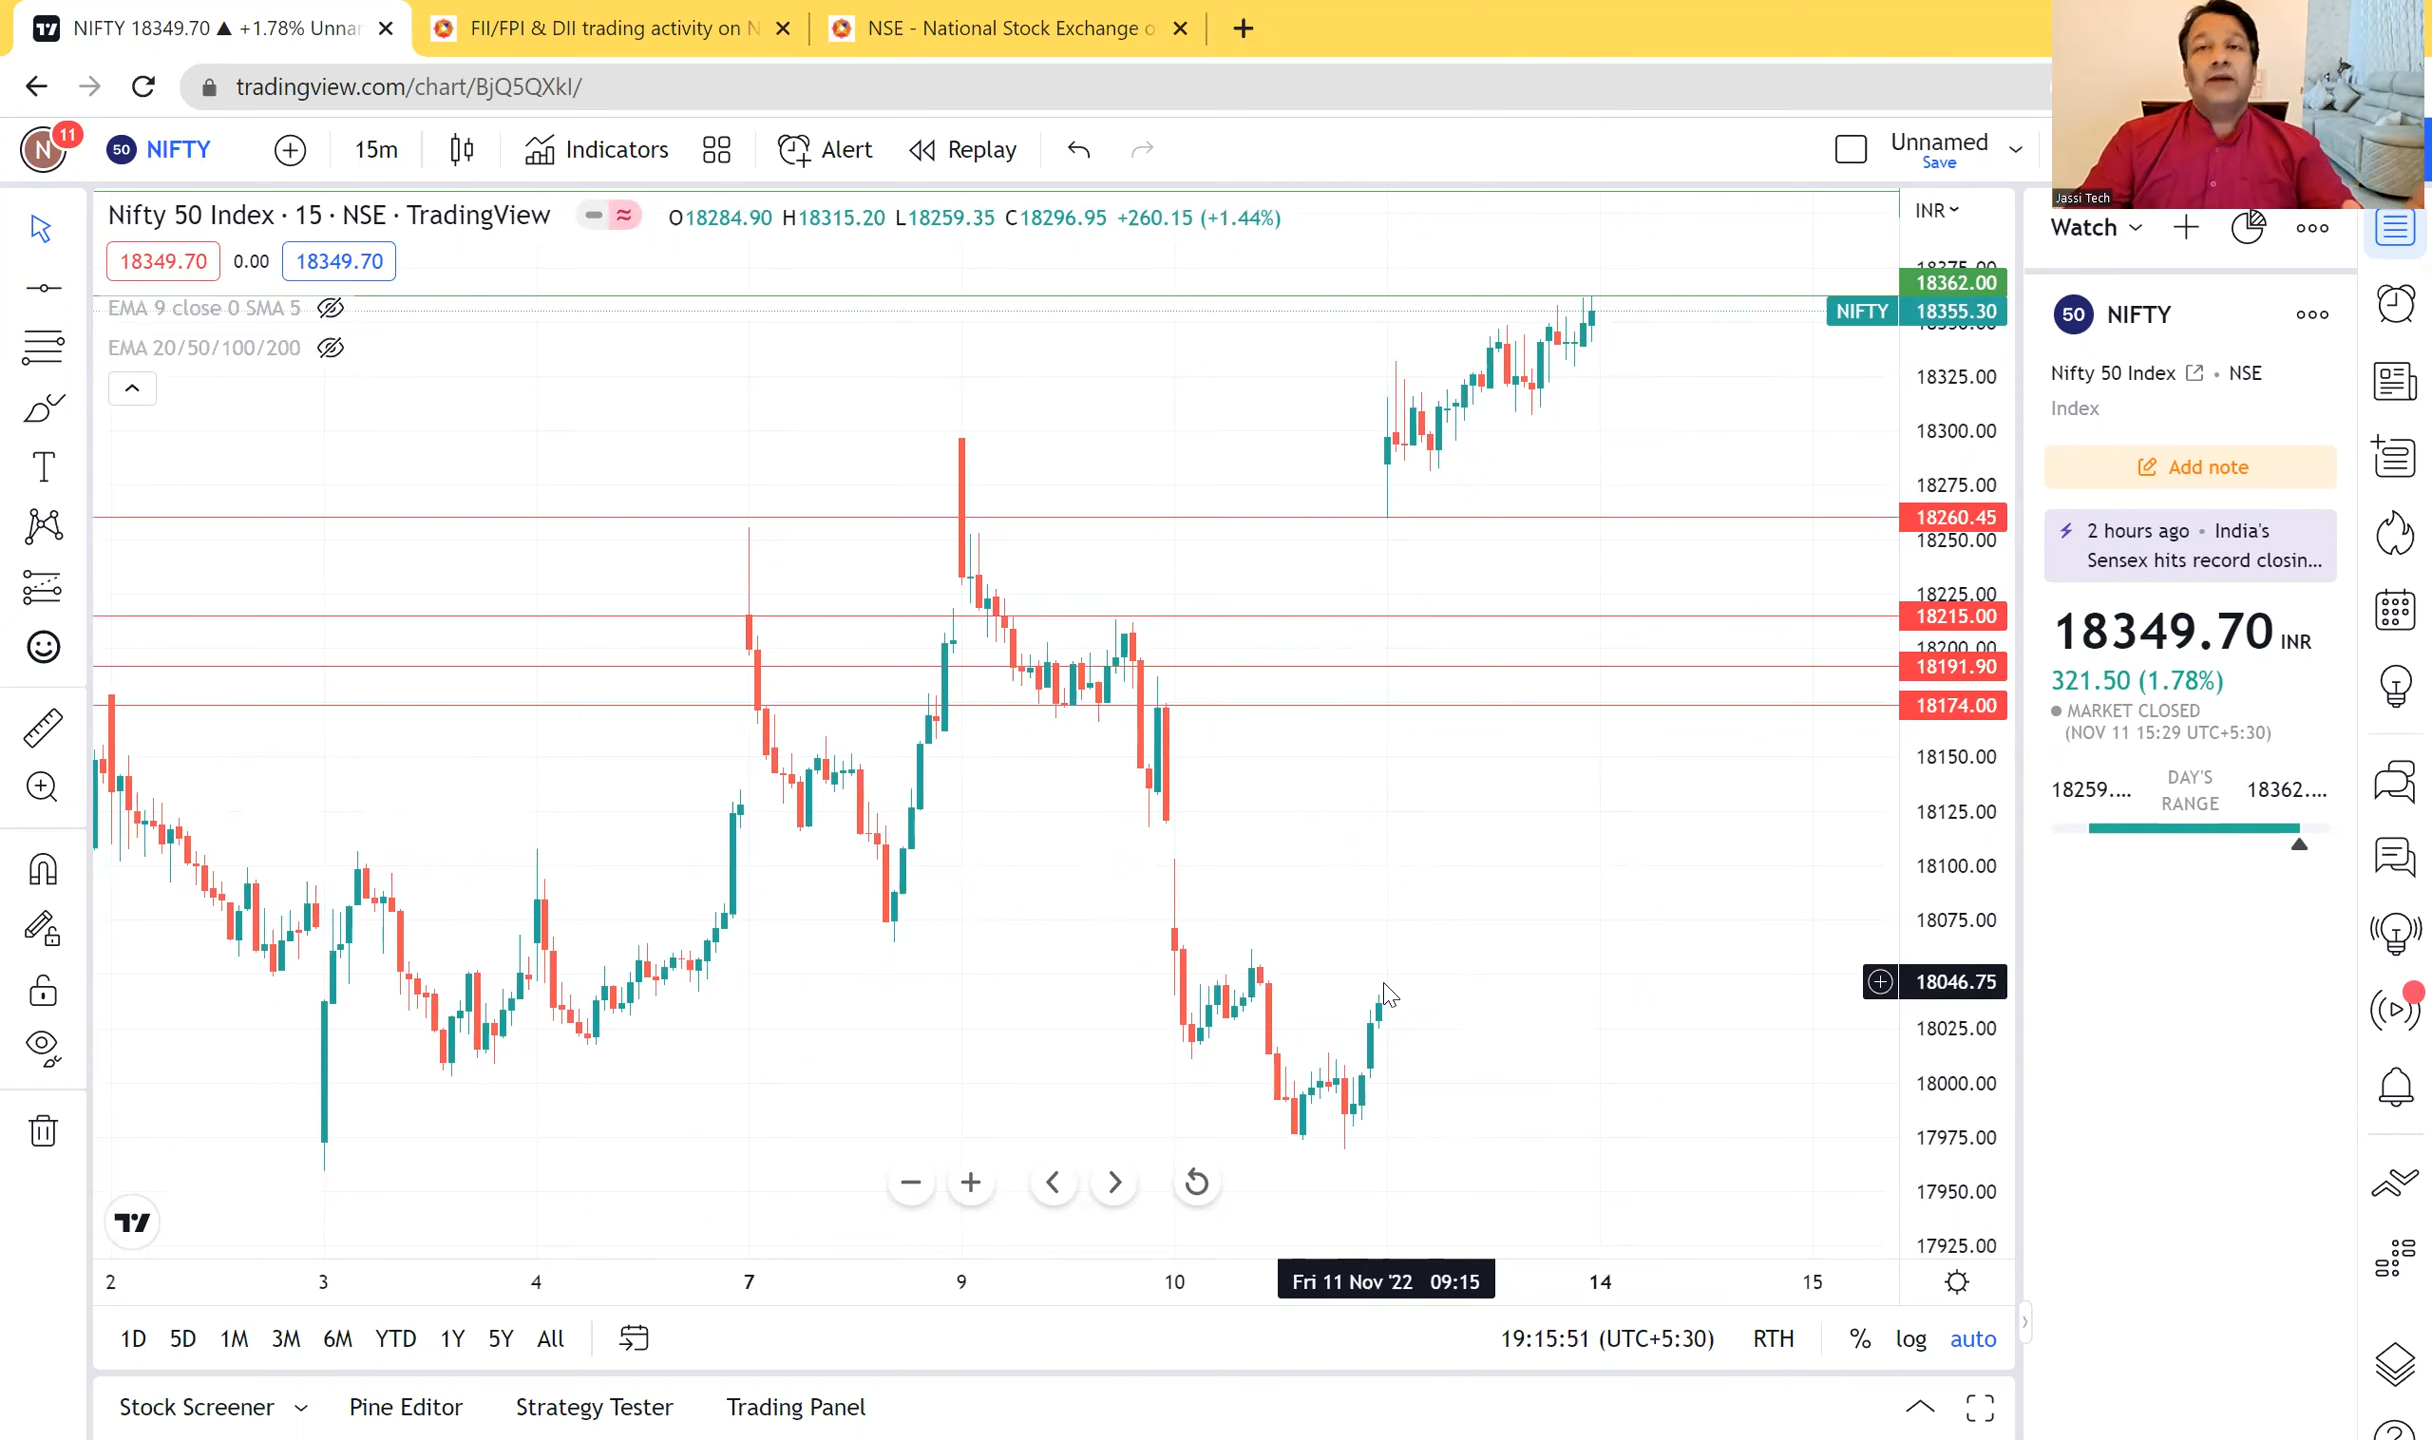 NIFTY 18349.70 ▲ +1.78% Unnar
FII/FPI & DII trading activity on N
NSE - National Stock Exchange o
tradingview.com/chart/BjQ5QXkI/
N 11
50 NIFTY
15m
Indicators
Alert
Replay
Unnamed
Save
Jassi Tech
Nifty 50 Index · 15 · NSE · TradingView
O18284.90 H18315.20 L18259.35 C18296.95 +260.15 (+1.44%)
18349.70 0.00 18349.70
EMA 9 close 0 SMA 5
EMA 20/50/100/200
INR
18375.00
18362.00
NIFTY 18355.30
18350.00
18325.00
18300.00
18275.00
18260.45
18250.00
18225.00
18215.00
18200.00
18191.90
18174.00
18150.00
18125.00
18100.00
18075.00
18046.75
18025.00
18000.00
17975.00
17950.00
17925.00
2 3 4 7 9 10 Fri 11 Nov '22 09:15 14 15
1D 5D 1M 3M 6M YTD 1Y 5Y All
19:15:51 (UTC+5:30) RTH % log auto
Stock Screener Pine Editor Strategy Tester Trading Panel
Watch
50 NIFTY
Nifty 50 Index • NSE
Index
Add note
2 hours ago • India's
Sensex hits record closin...
18349.70 INR
321.50 (1.78%)
MARKET CLOSED
(NOV 11 15:29 UTC+5:30)
18259.... DAY'S RANGE 18362....